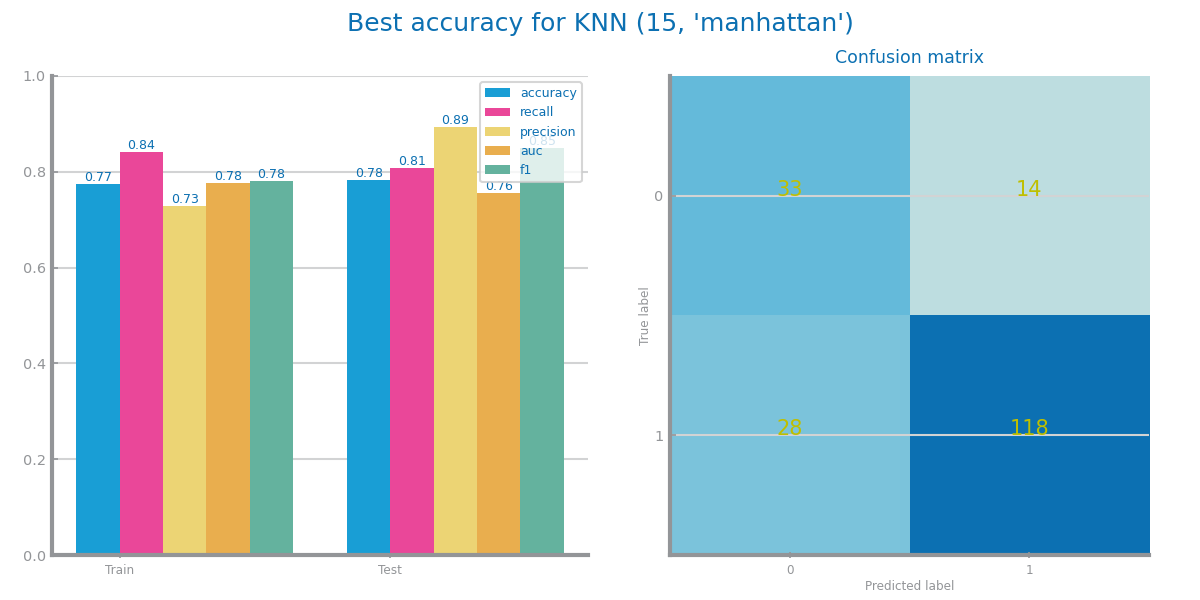 Best accuracy for KNN (15, 'manhattan')
1.0
0.8
0.6
0.4
0.2
0.0
0.77
0.84
0.73
0.78
0.78
0.78
0.81
0.89
0.76
0.85
accuracy
recall
precision
auc
f1
Train
Test
Confusion matrix
True label
0
33
14
1
28
118
0
1
Predicted label